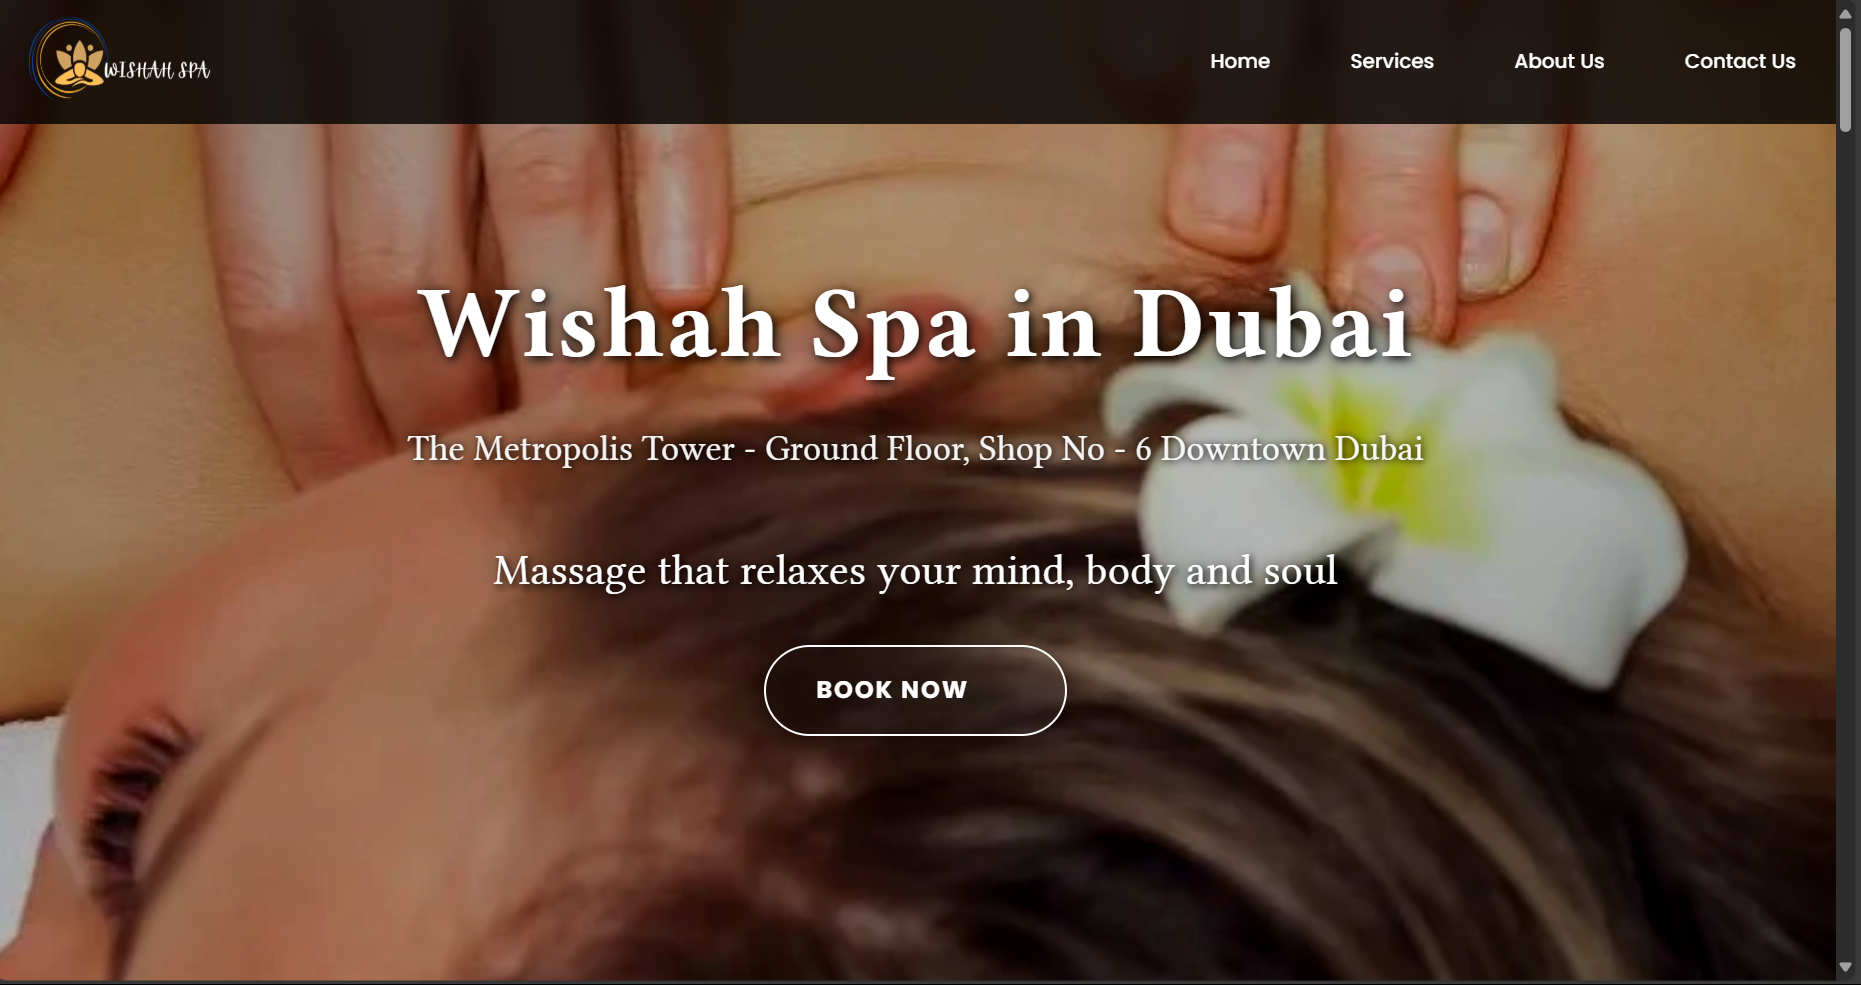 WISHAH SPA
Home Services About Us Contact Us
Wishah Spa in Dubai
The Metropolis Tower - Ground Floor, Shop No - 6 Downtown Dubai
Massage that relaxes your mind, body and soul
BOOK NOW